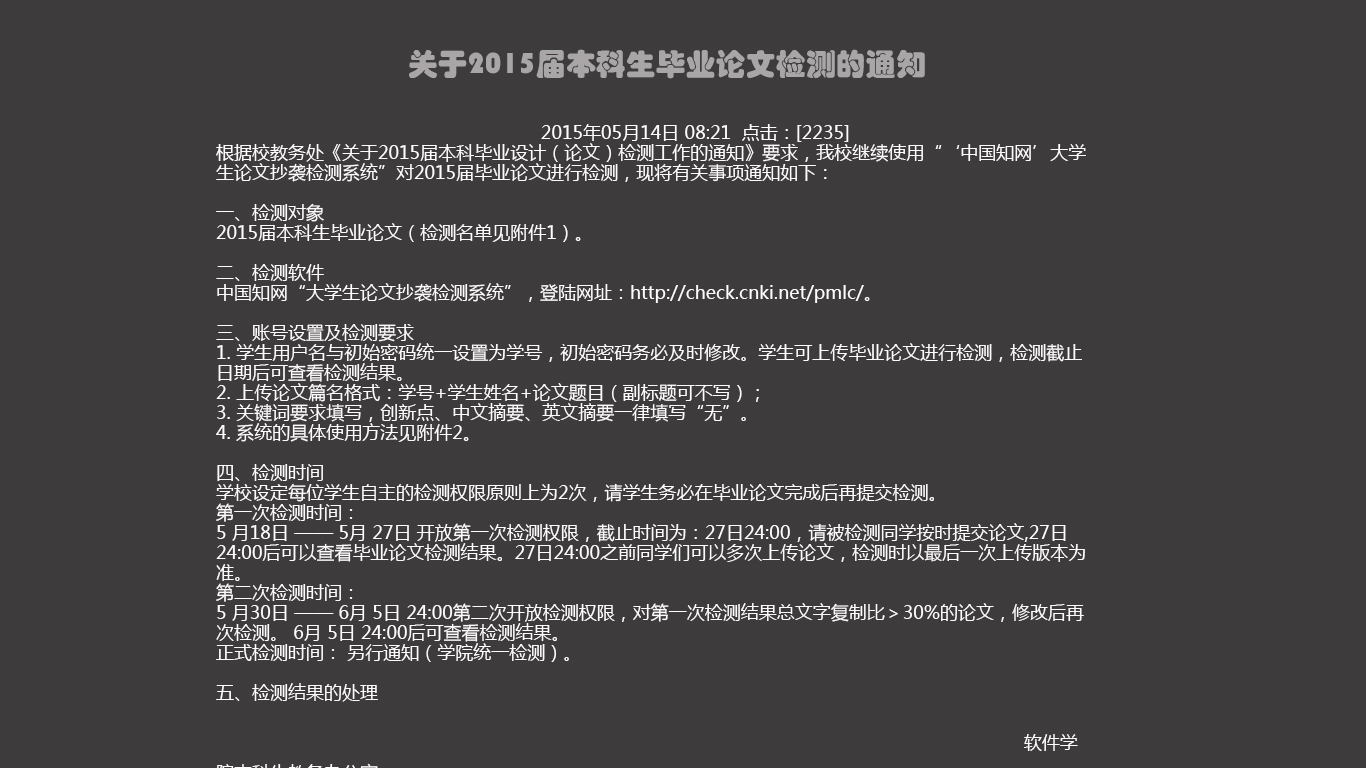 关于2015届本科生毕业论文检测的通知
2015年05月14日 08:21 点击：[2235]
根据校教务处《关于2015届本科毕业设计（论文）检测工作的通知》要求，我校继续使用“‘中国知网’大学
生论文抄袭检测系统”对2015届毕业论文进行检测，现将有关事项通知如下：
一、检测对象
2015届本科生毕业论文（检测名单见附件1）。
二、检测软件
中国知网“大学生论文抄袭检测系统”，登陆网址：http://check.cnki.net/pmlc/。
三、账号设置及检测要求
1. 学生用户名与初始密码统一设置为学号，初始密码务必及时修改。学生可上传毕业论文进行检测，检测截止
日期后可查看检测结果。
2. 上传论文篇名格式：学号+学生姓名+论文题目（副标题可不写）；
3. 关键词要求填写，创新点、中文摘要、英文摘要一律填写“无”。
4. 系统的具体使用方法见附件2。
四、检测时间
学校设定每位学生自主的检测权限原则上为2次，请学生务必在毕业论文完成后再提交检测。
第一次检测时间：
5 月18日 —— 5月 27日 开放第一次检测权限，截止时间为：27日24:00，请被检测同学按时提交论文,27日
24:00后可以查看毕业论文检测结果。27日24:00之前同学们可以多次上传论文，检测时以最后一次上传版本为
准。
第二次检测时间：
5 月30日 —— 6月 5日 24:00第二次开放检测权限，对第一次检测结果总文字复制比＞30%的论文，修改后再
次检测。 6月 5日 24:00后可查看检测结果。
正式检测时间： 另行通知（学院统一检测）。
五、检测结果的处理
软件学